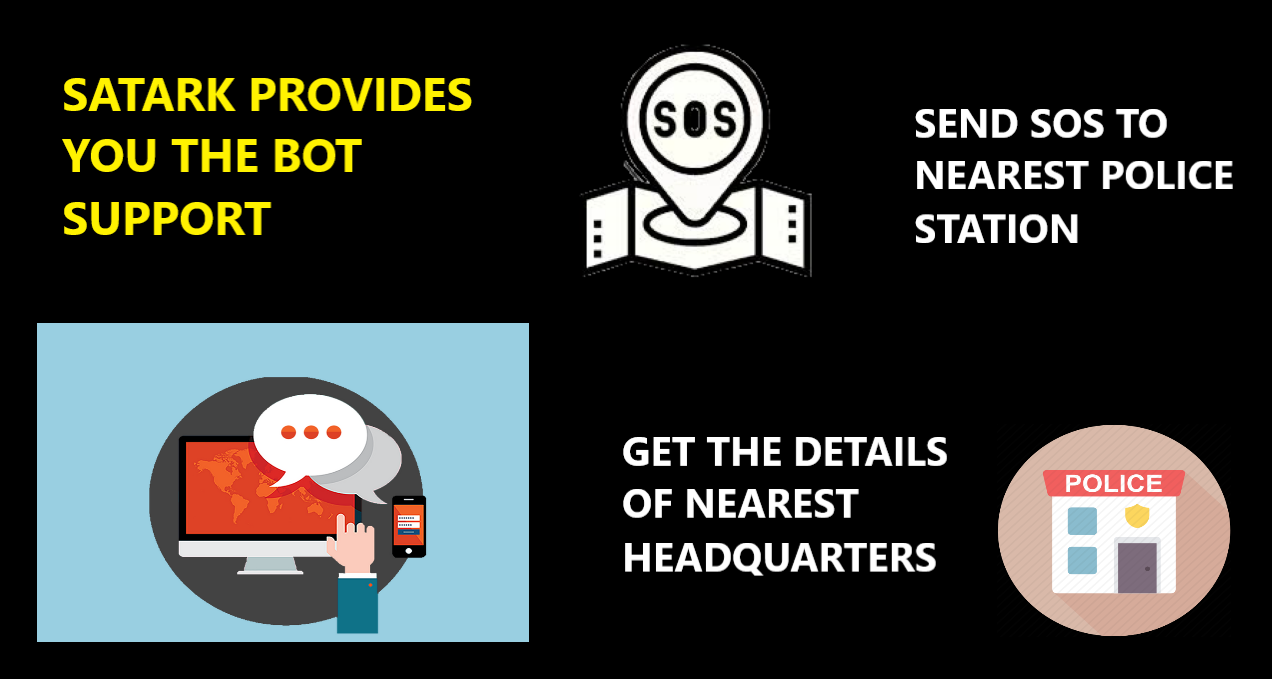 SATARK PROVIDES
YOU THE BOT
SUPPORT
SOS
SEND SOS TO
NEAREST POLICE
STATION
GET THE DETAILS
OF NEAREST
HEADQUARTERS
POLICE